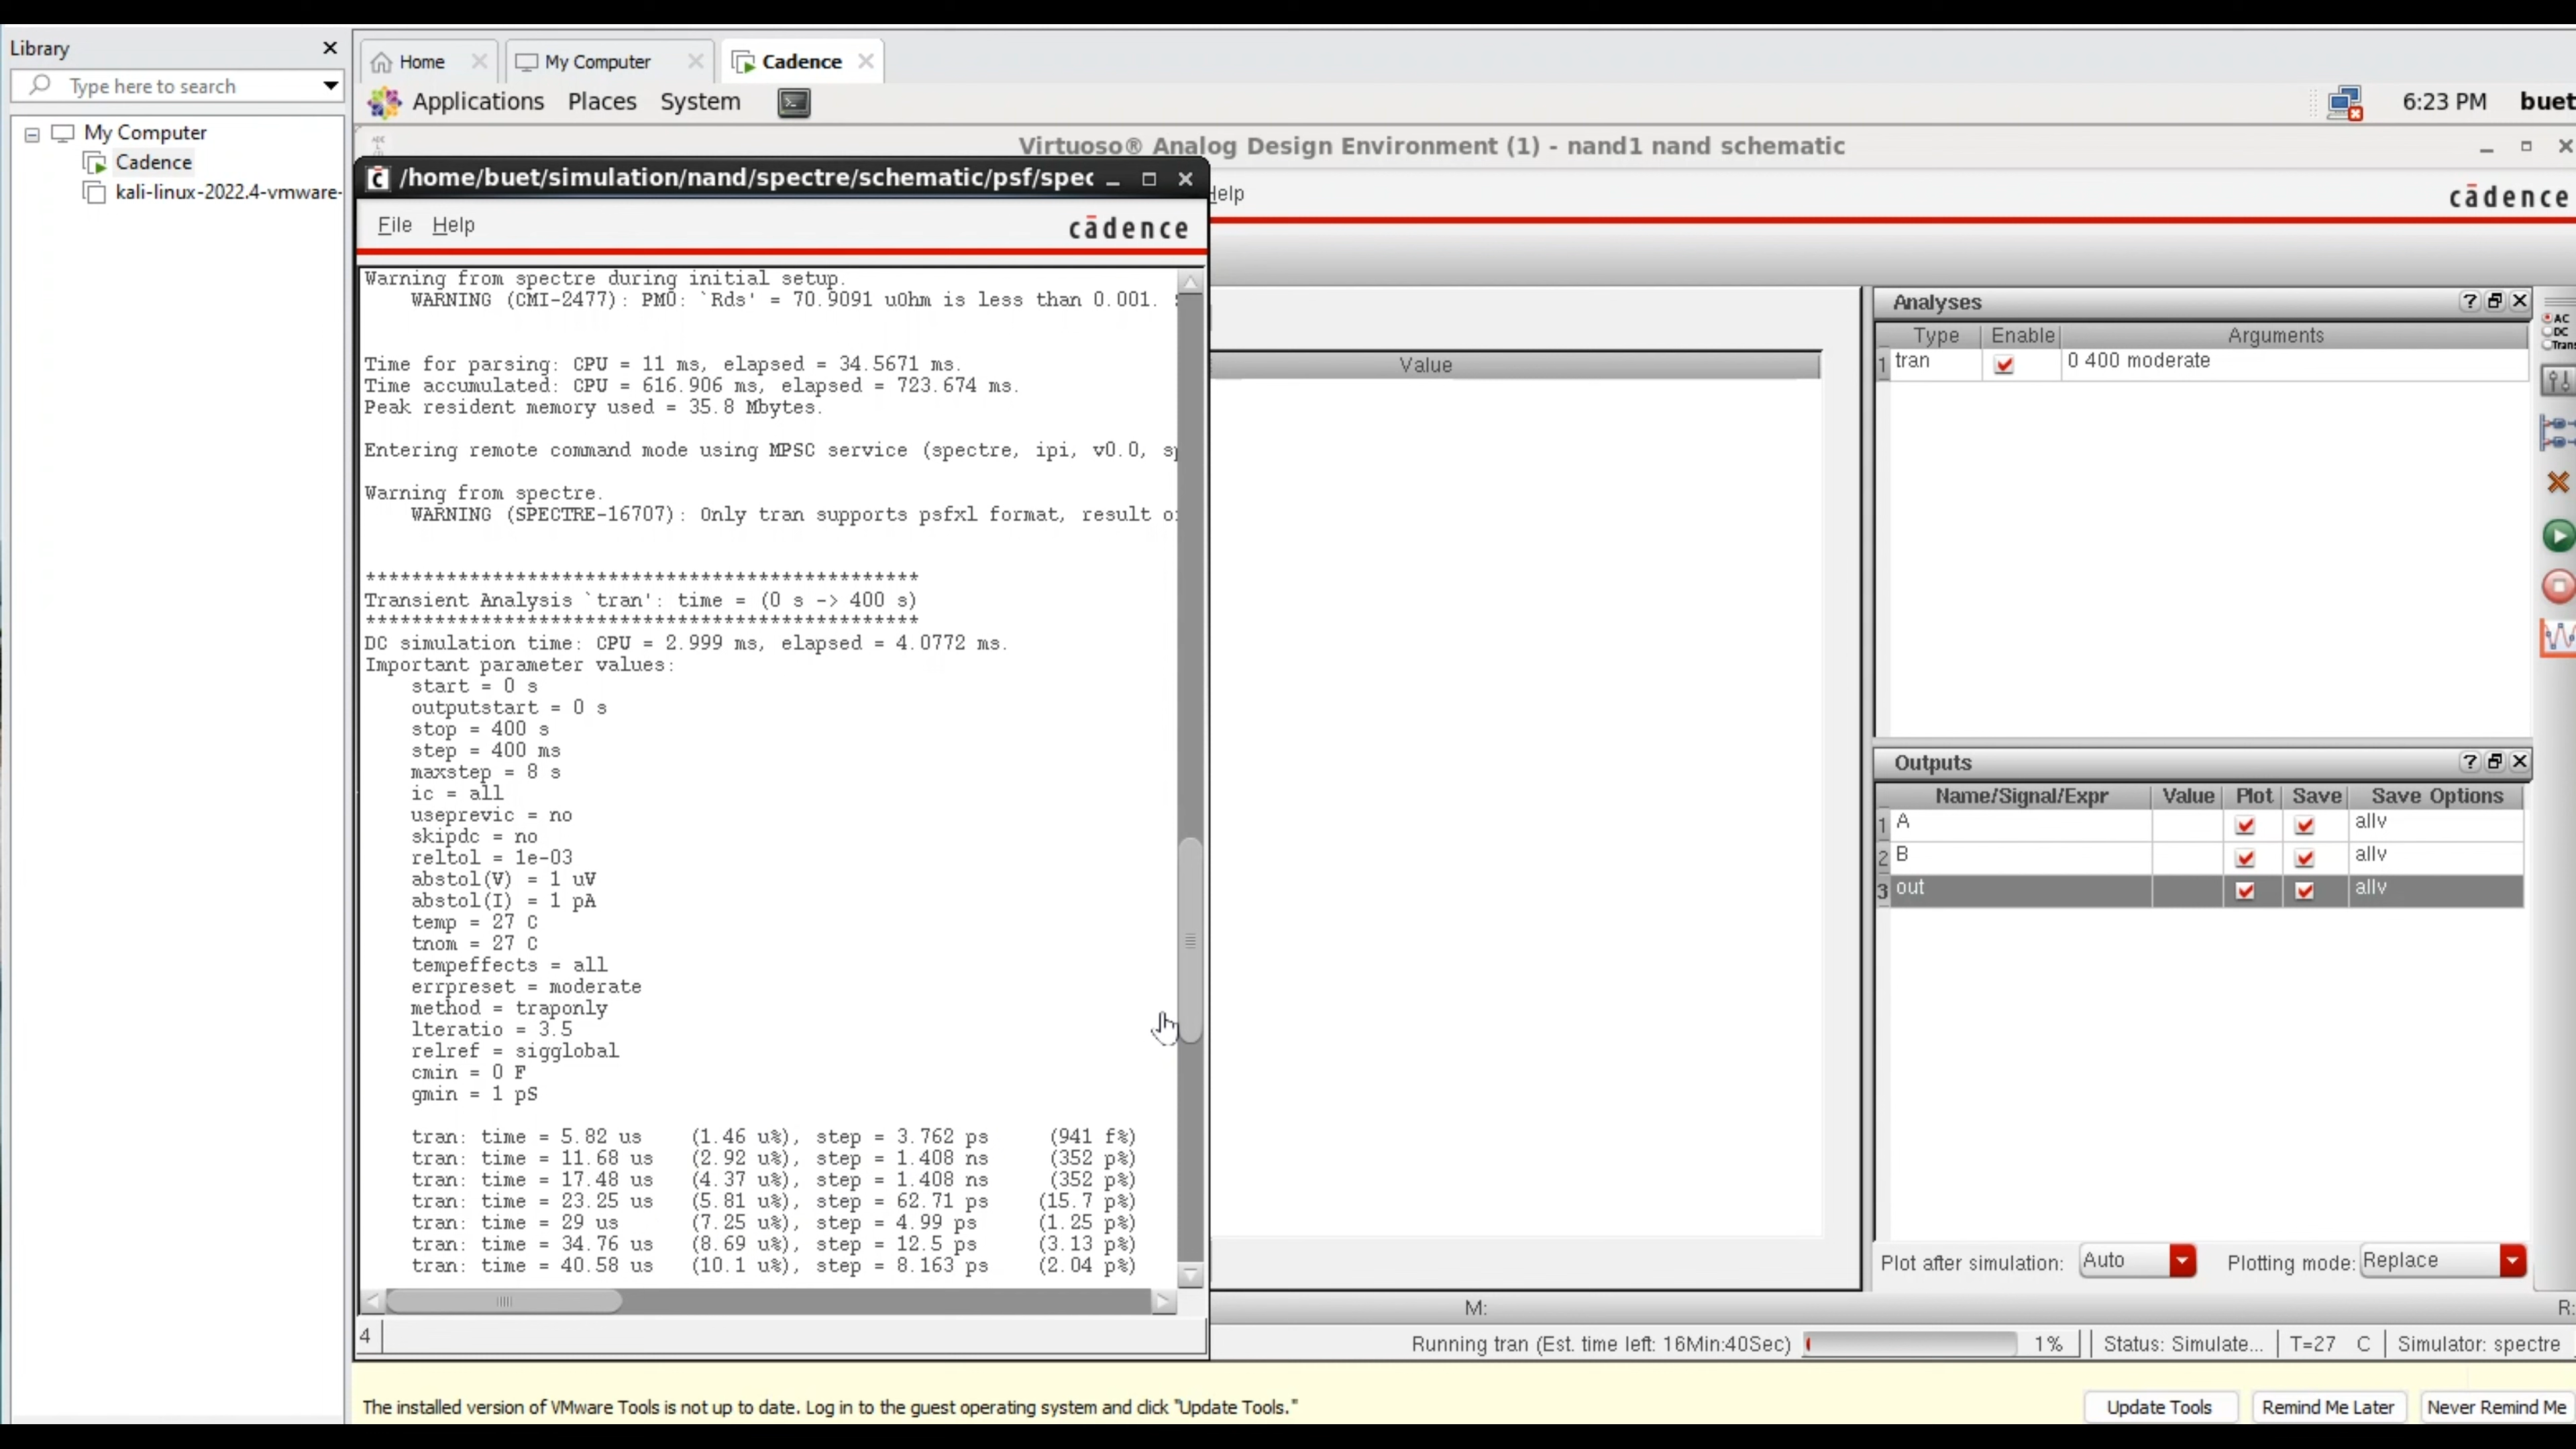 Library
Type here to search
My Computer
Cadence
kali-linux-2022.4-vmware-
Home
My Computer
Cadence
Applications Places System
6:23 PM buet
Virtuoso® Analog Design Environment (1) - nand1 nand schematic
/home/buet/simulation/nand/spectre/schematic/psf/spec
Help
cādence
File Help
cādence
Warning from spectre during initial setup.
WARNING (CMI-2477): PM0: `Rds' = 70.9091 uOhm is less than 0.001.
Time for parsing: CPU = 11 ms, elapsed = 34.5671 ms.
Time accumulated: CPU = 616.906 ms, elapsed = 723.674 ms.
Peak resident memory used = 35.8 Mbytes.
Entering remote command mode using MPSC service (spectre, ipi, v0.0, sp
Warning from spectre.
WARNING (SPECTRE-16707): Only tran supports psfxl format, result o
************************************************
Transient Analysis `tran': time = (0 s -> 400 s)
************************************************
DC simulation time: CPU = 2.999 ms, elapsed = 4.0772 ms.
Important parameter values:
start = 0 s
outputstart = 0 s
stop = 400 s
step = 400 ms
maxstep = 8 s
ic = all
useprevic = no
skipdc = no
reltol = 1e-03
abstol(V) = 1 uV
abstol(I) = 1 pA
temp = 27 C
tnom = 27 C
tempeffects = all
errpreset = moderate
method = traponly
lteratio = 3.5
relref = sigglobal
cmin = 0 F
gmin = 1 pS
tran: time = 5.82 us (1.46 u%), step = 3.762 ps (941 f%)
tran: time = 11.68 us (2.92 u%), step = 1.408 ns (352 p%)
tran: time = 17.48 us (4.37 u%), step = 1.408 ns (352 p%)
tran: time = 23.25 us (5.81 u%), step = 62.71 ps (15.7 p%)
tran: time = 29 us (7.25 u%), step = 4.99 ps (1.25 p%)
tran: time = 34.76 us (8.69 u%), step = 12.5 ps (3.13 p%)
tran: time = 40.58 us (10.1 u%), step = 8.163 ps (2.04 p%)
4
Value
Analyses
Type Enable Arguments
1 tran 0 400 moderate
AC
DC
Trans
Outputs
Name/Signal/Expr Value Plot Save Save Options
1 A allv
2 B allv
3 out allv
Plot after simulation: Auto Plotting mode: Replace
M: R:
Running tran (Est. time left: 16Min:40Sec) 1% Status: Simulate... T=27 C Simulator: spectre
The installed version of VMware Tools is not up to date. Log in to the guest operating system and click "Update Tools."
Update Tools Remind Me Later Never Remind Me